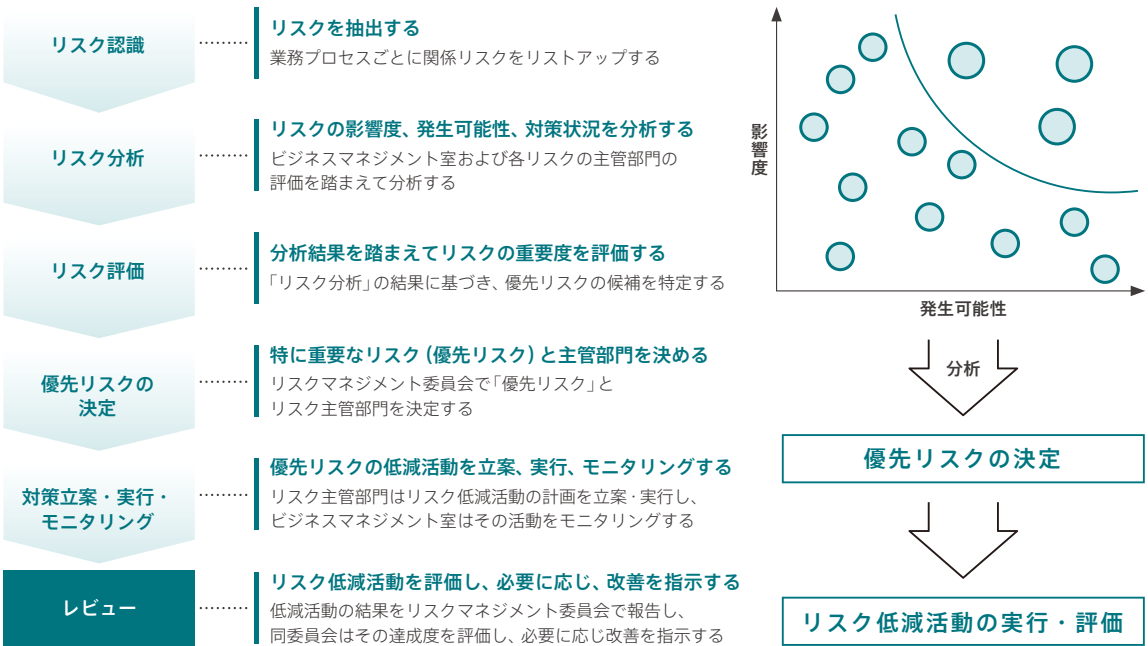 リスク認識
リスクを抽出する
業務プロセスごとに関係リスクをリストアップする
リスク分析
リスクの影響度、発生可能性、対策状況を分析する
ビジネスマネジメント室および各リスクの主管部門の
評価を踏まえて分析する
リスク評価
分析結果を踏まえてリスクの重要度を評価する
「リスク分析」の結果に基づき、優先リスクの候補を特定する
優先リスクの
決定
特に重要なリスク（優先リスク）と主管部門を決める
リスクマネジメント委員会で「優先リスク」と
リスク主管部門を決定する
対策立案・実行・
モニタリング
優先リスクの低減活動を立案、実行、モニタリングする
リスク主管部門はリスク低減活動の計画を立案・実行し、
ビジネスマネジメント室はその活動をモニタリングする
レビュー
リスク低減活動を評価し、必要に応じ、改善を指示する
低減活動の結果をリスクマネジメント委員会で報告し、
同委員会はその達成度を評価し、必要に応じ改善を指示する
影響度
発生可能性
分析
優先リスクの決定
リスク低減活動の実行・評価